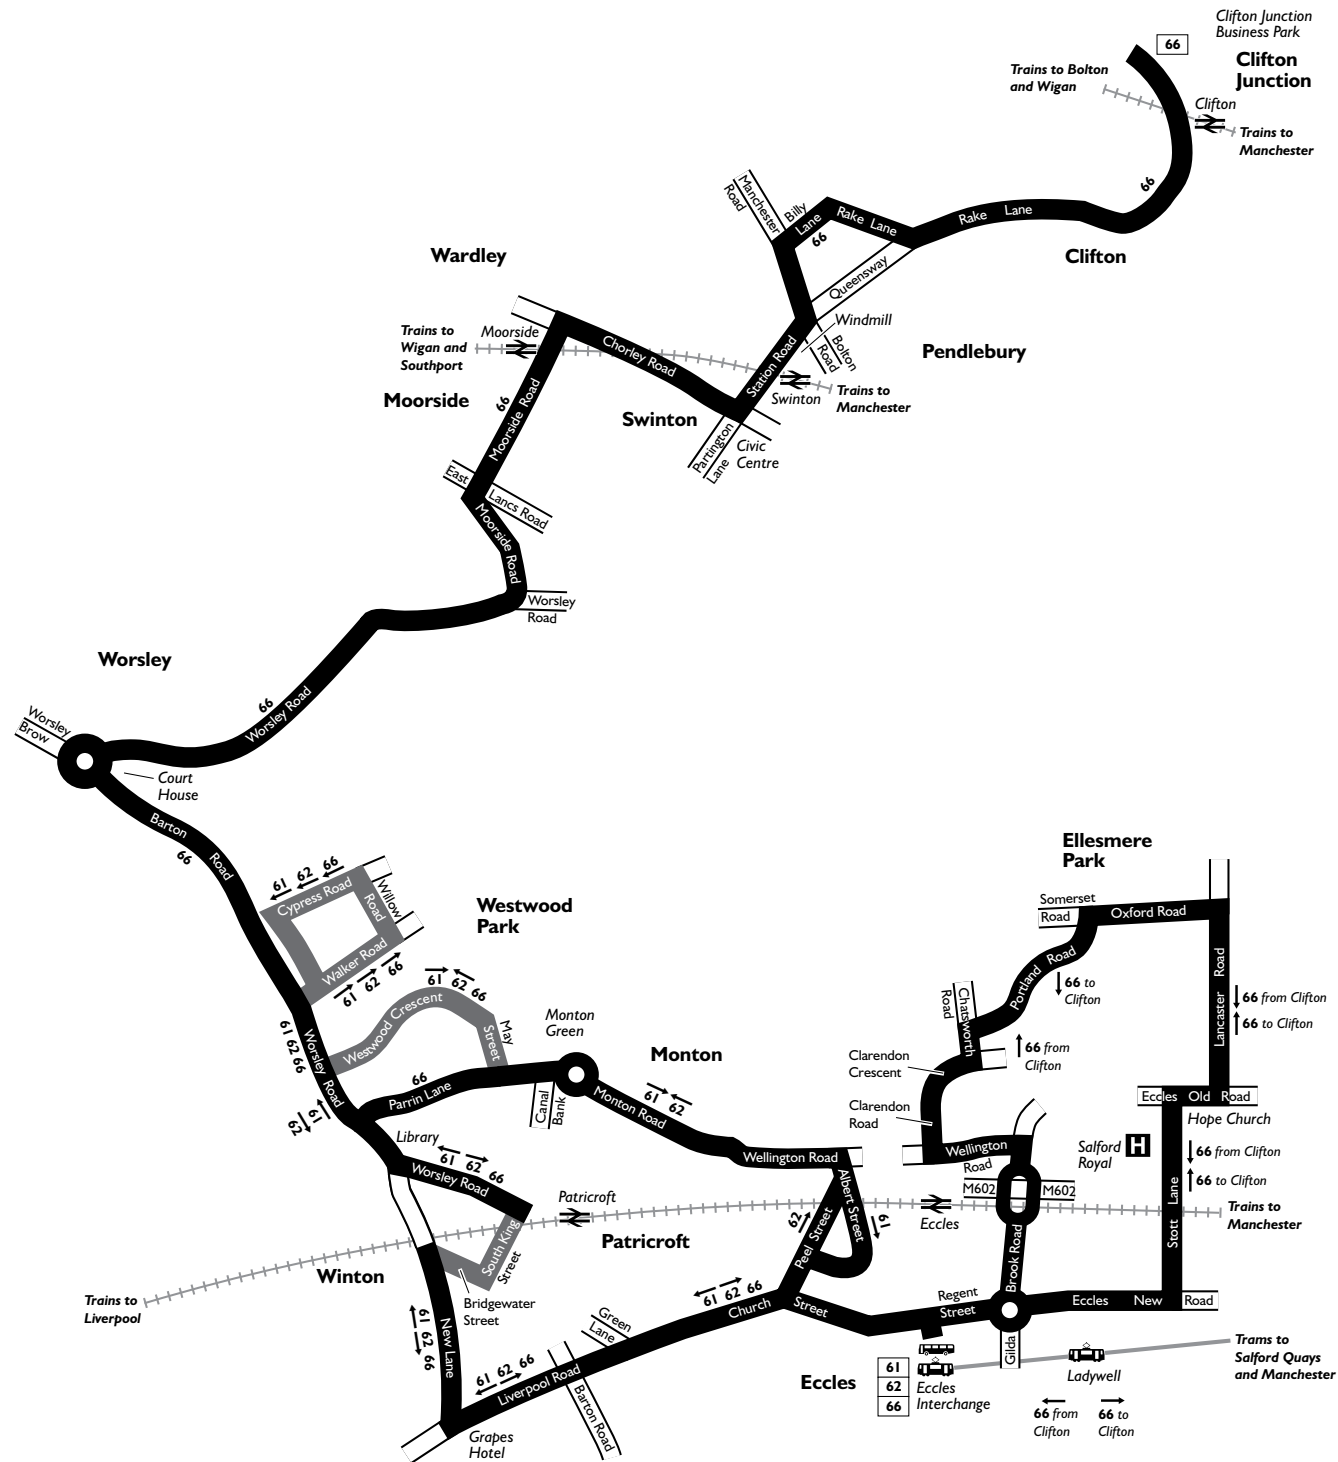 Clifton Junction
Business Park
66
Clifton
Junction
Trains to Bolton
and Wigan
Clifton
Trains to
Manchester
66
Manchester
Road
Billy
Lane
66
Rake Lane
Rake Lane
Clifton
Wardley
Queensway
Windmill
Bolton
Road
Pendlebury
Trains to
Wigan and
Southport
Moorside
Chorley Road
Station Road
Swinton
Trains to
Manchester
Moorside
66
Moorside Road
Swinton
Partington
Lane
Civic
Centre
East
Lancs Road
Moorside Road
Worsley
Road
Worsley
66
Worsley Road
Worsley
Brow
Court
House
Barton
Road
66
61 62 66
Cypress Road
Willow
Road
Walker Road
61 62 66
Westwood
Park
61 62 66
Westwood Crescent
May
Street
Monton
Green
Monton
61 62 66
Worsley Road
66
Parrin Lane
Canal
Bank
61 62
Monton Road
61
62
Library
61 62 66
Worsley Road
Wellington Road
Albert Street
61
62
Peel Street
Patricroft
Patricroft
South King
Street
Winton
Bridgewater
Street
Trains to
Liverpool
61 62 66
New Lane
61 62 66
Church
Street
Green
Lane
61 62 66
Liverpool Road
Barton Road
Grapes
Hotel
Ellesmere
Park
Somerset
Road
Oxford Road
Portland Road
66 to
Clifton
Lancaster Road
66 from Clifton
66 to Clifton
Chatsworth
Road
66 from
Clifton
Clarendon
Crescent
Clarendon
Road
Eccles Old Road
Hope Church
Wellington
Road
Salford
Royal
H
66 from Clifton
66 to Clifton
M602
M602
Eccles
Stott Lane
Trains to
Manchester
Brook Road
Regent
Street
Eccles New Road
Gilda
Eccles
61
62
66
Eccles
Interchange
Ladywell
Trams to
Salford Quays
and Manchester
66 from
Clifton
66 to
Clifton